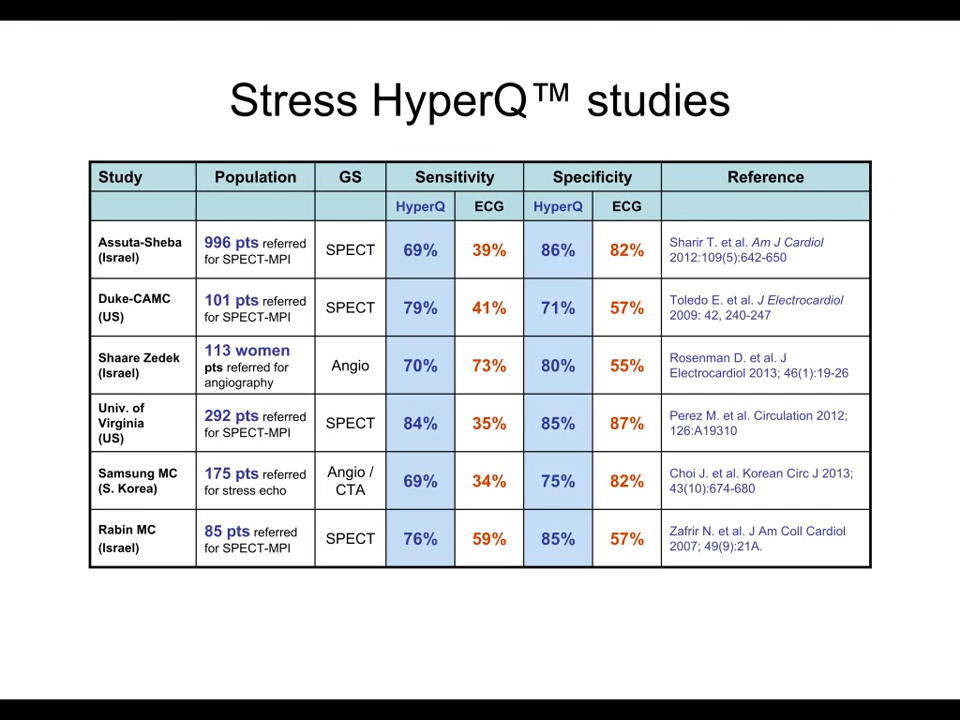 Stress HyperQ™ studies
Study Population GS Sensitivity Specificity Reference
HyperQ ECG HyperQ ECG
Assuta-Sheba
(Israel)
996 pts referred
for SPECT-MPI
SPECT
69%
39%
86%
82%
Sharir T. et al. Am J Cardiol
2012:109(5):642-650
Duke-CAMC
(US)
101 pts referred
for SPECT-MPI
SPECT
79%
41%
71%
57%
Toledo E. et al. J Electrocardiol
2009: 42, 240-247
Shaare Zedek
(Israel)
113 women
pts referred for
angiography
Angio
70%
73%
80%
55%
Rosenman D. et al. J
Electrocardiol 2013; 46(1):19-26
Univ. of
Virginia
(US)
292 pts referred
for SPECT-MPI
SPECT
84%
35%
85%
87%
Perez M. et al. Circulation 2012;
126:A19310
Samsung MC
(S. Korea)
175 pts referred
for stress echo
Angio /
CTA
69%
34%
75%
82%
Choi J. et al. Korean Circ J 2013;
43(10):674-680
Rabin MC
(Israel)
85 pts referred
for SPECT-MPI
SPECT
76%
59%
85%
57%
Zafrir N. et al. J Am Coll Cardiol
2007; 49(9):21A.